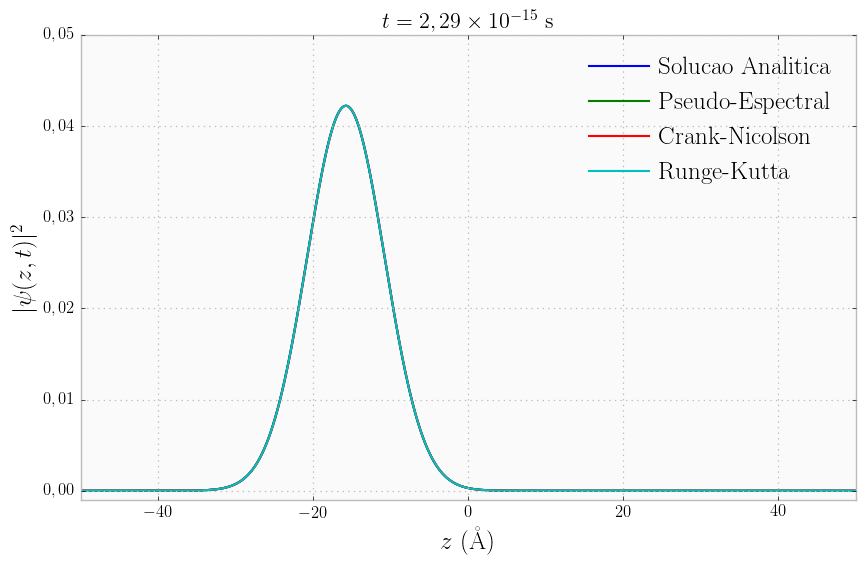 t = 2,29 × 10⁻¹⁵ s
0,05
0,04
0,03
0,02
0,01
0,00
|ψ(z, t)|²
Solucao Analitica
Pseudo-Espectral
Crank-Nicolson
Runge-Kutta
−40 −20 0 20 40
z (Å)